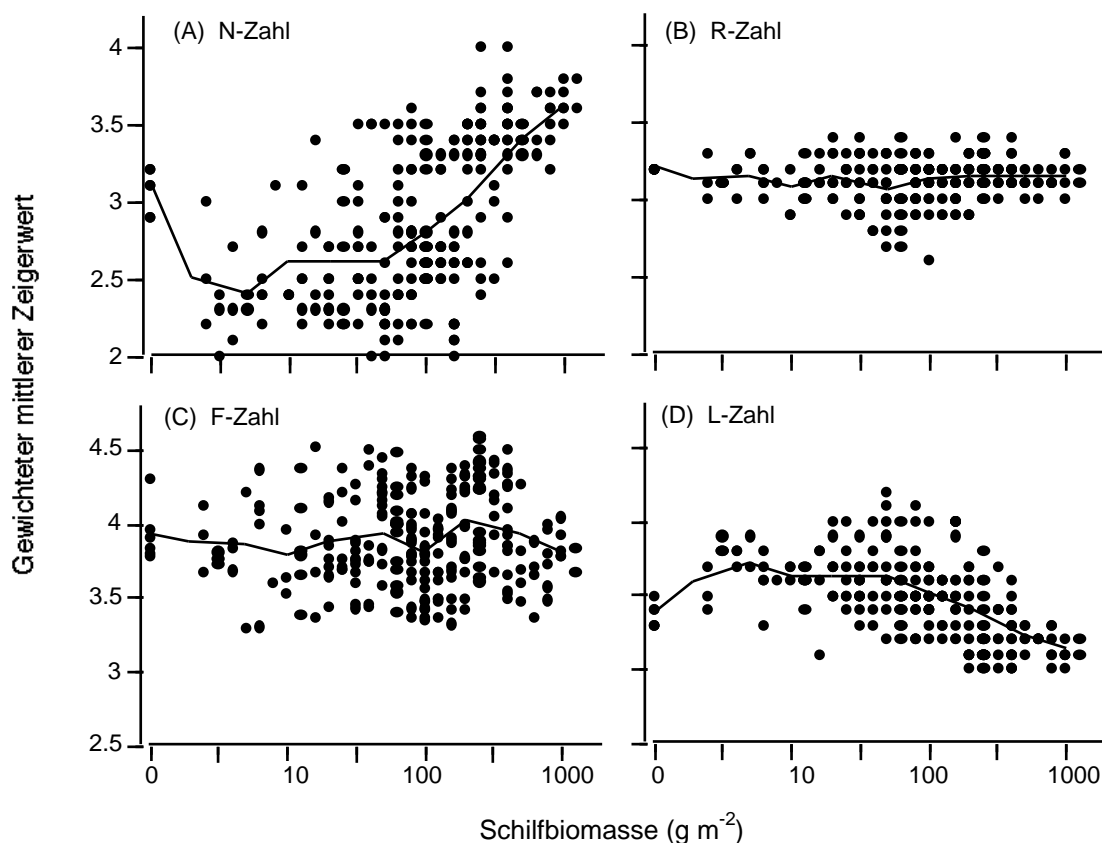 (A) N-Zahl
(B) R-Zahl
4
3.5
3
2.5
2
Gewichteter mittlerer Zeigerwert
(C) F-Zahl
(D) L-Zahl
4.5
4
3.5
3
2.5
0 10 100 1000
0 10 100 1000
Schilfbiomasse (g m⁻²)